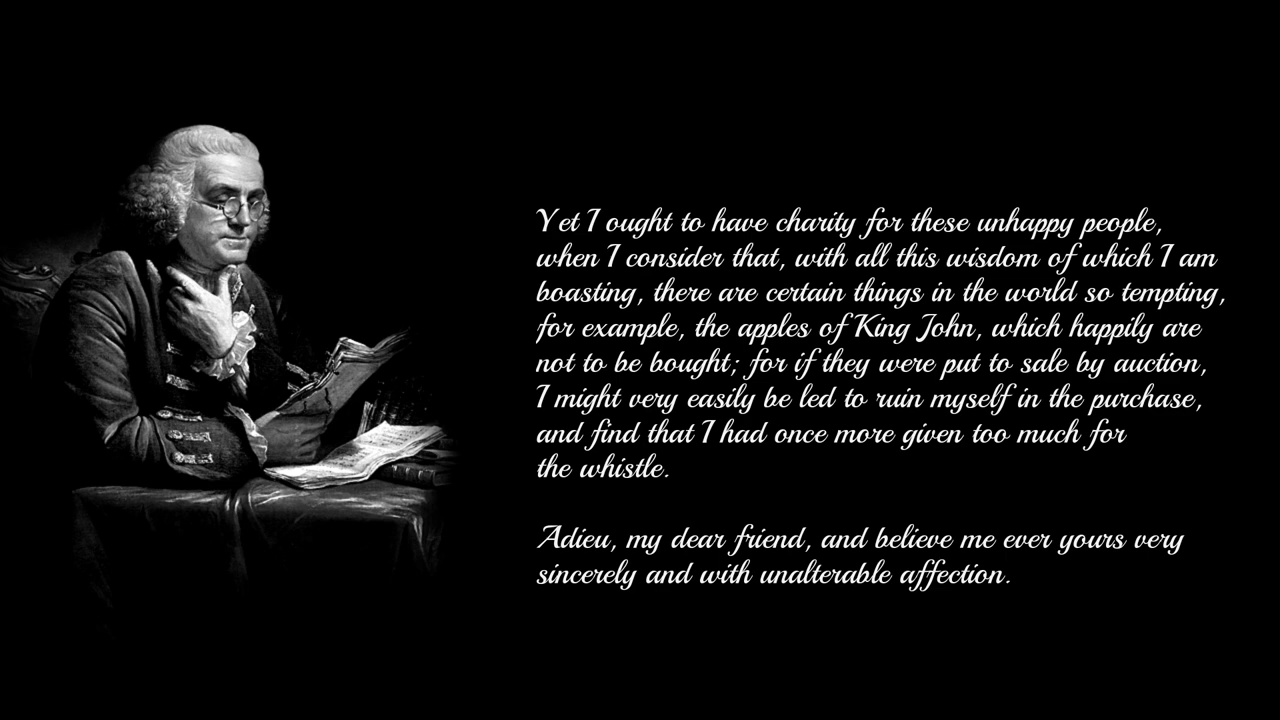 Yet I ought to have charity for these unhappy people,
when I consider that, with all this wisdom of which I am
boasting, there are certain things in the world so tempting,
for example, the apples of King John, which happily are
not to be bought; for if they were put to sale by auction,
I might very easily be led to ruin myself in the purchase,
and find that I had once more given too much for
the whistle.
Adieu, my dear friend, and believe me ever yours very
sincerely and with unalterable affection.